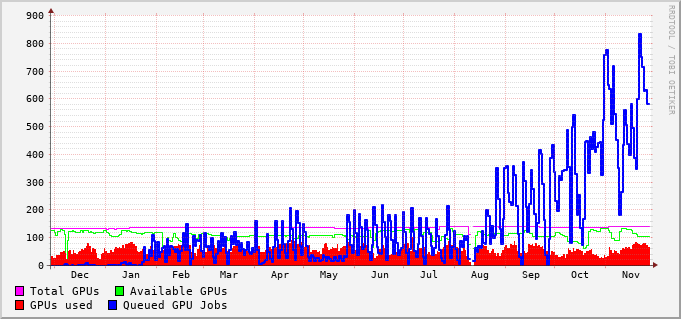 900
800
700
600
500
400
300
200
100
0
Dec Jan Feb Mar Apr May Jun Jul Aug Sep Oct Nov
Total GPUs Available GPUs
GPUs used Queued GPU Jobs
RRDTOOL / TOBI OETIKER